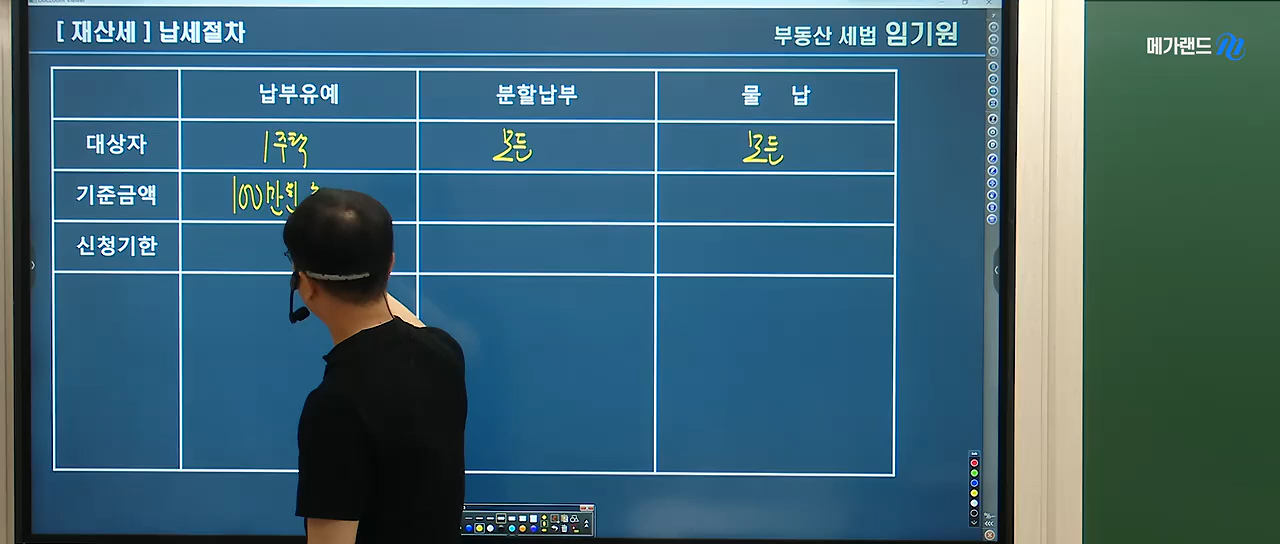 [ 재산세 ] 납세절차
부동산 세법 임기원
메가랜드
납부유예 분할납부 물 납
대상자 1주택 모든 모든
기준금액 100만원
신청기한